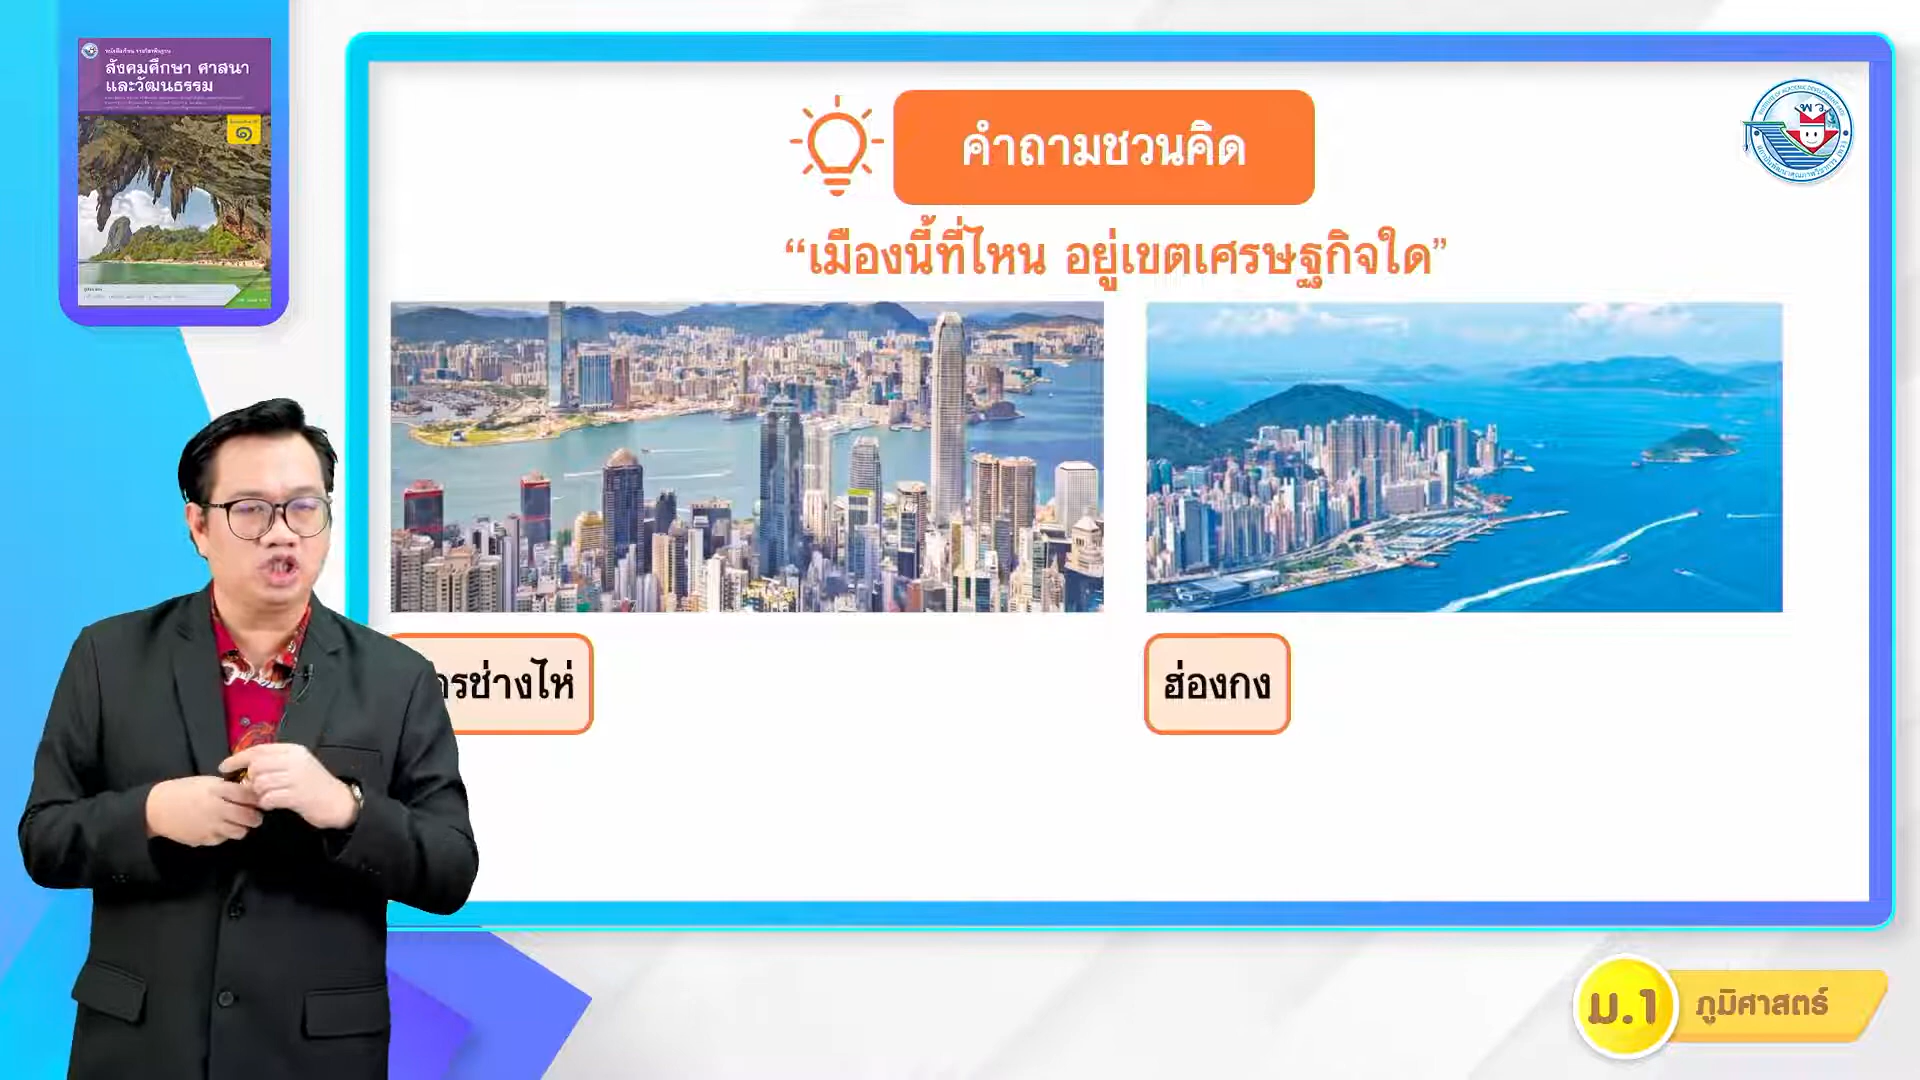 สังคมศึกษา ศาสนา
และวัฒนธรรม
๑
คำถามชวนคิด
พว.
“เมืองนี้ที่ไหน อยู่เขตเศรษฐกิจใด”
ครช่างไห่
ฮ่องกง
ม.1
ภูมิศาสตร์